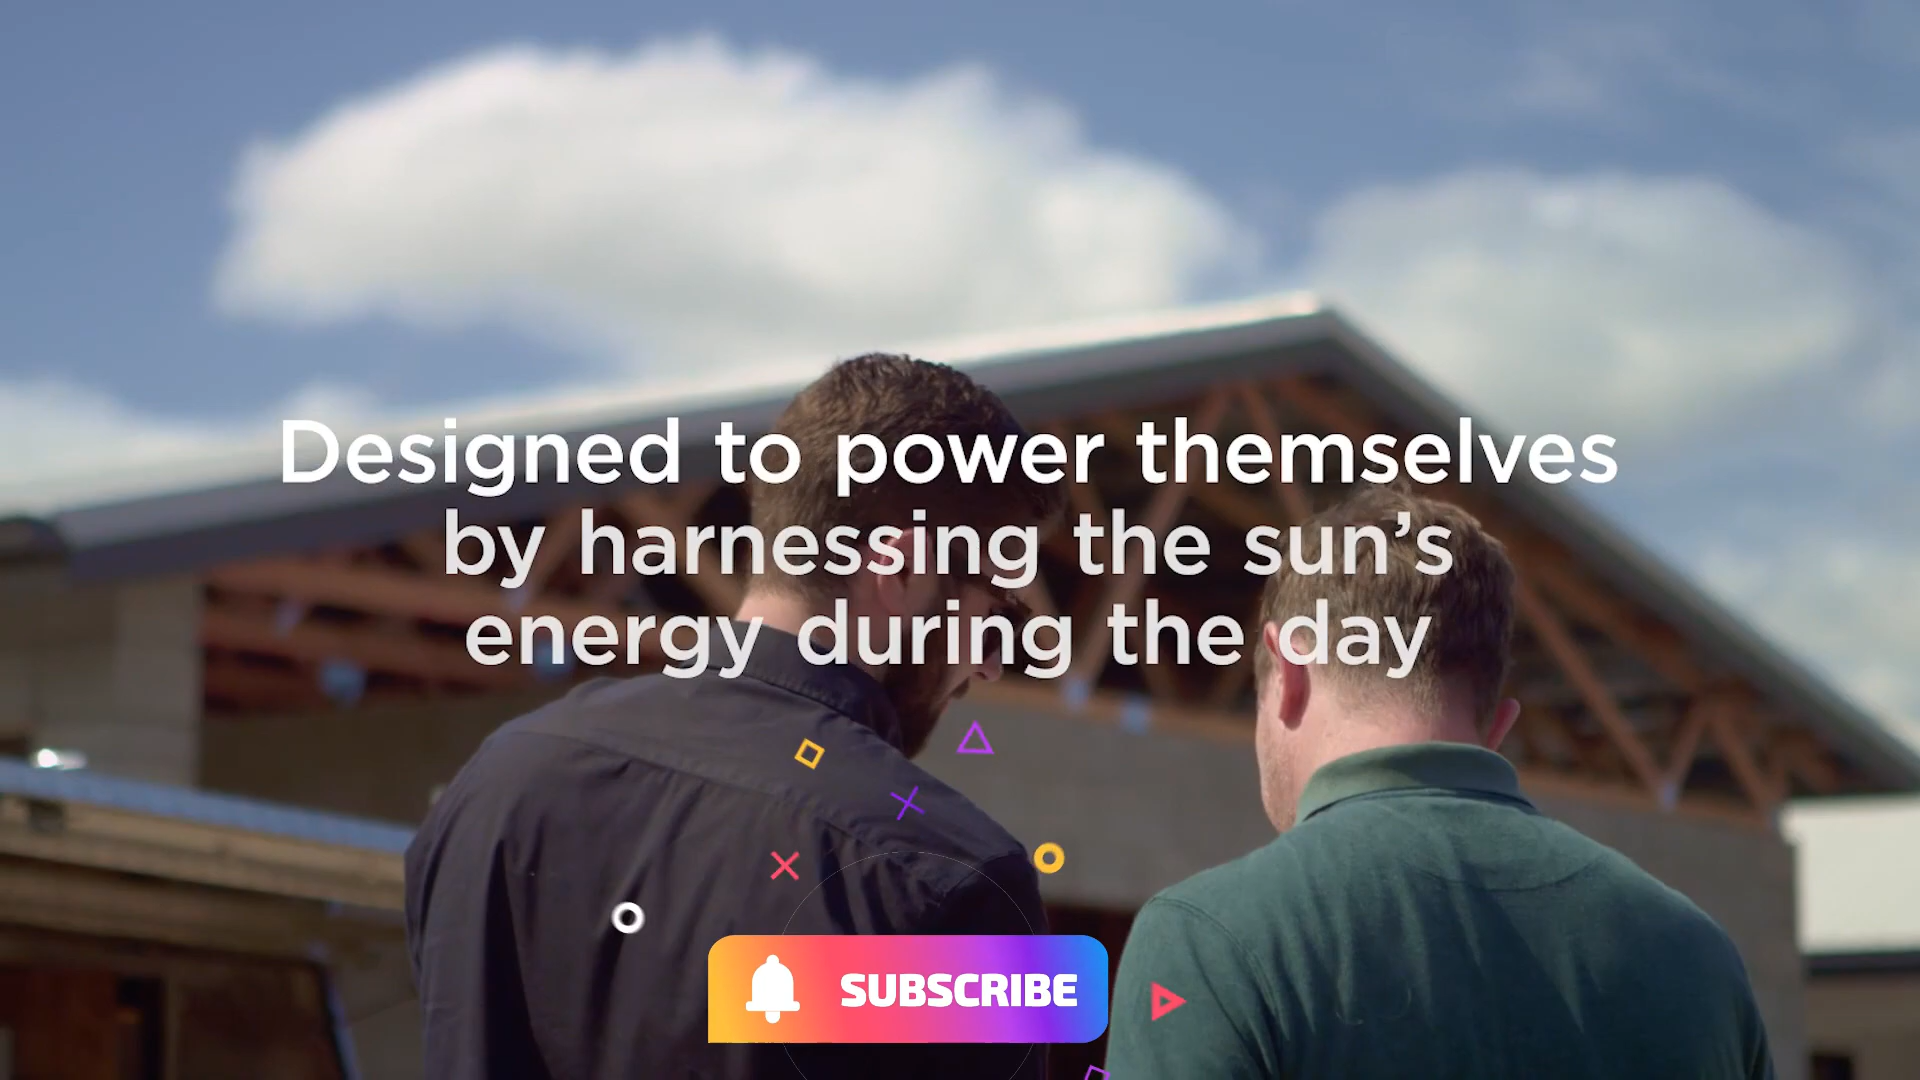 Designed to power themselves
by harnessing the sun’s
energy during the day
SUBSCRIBE